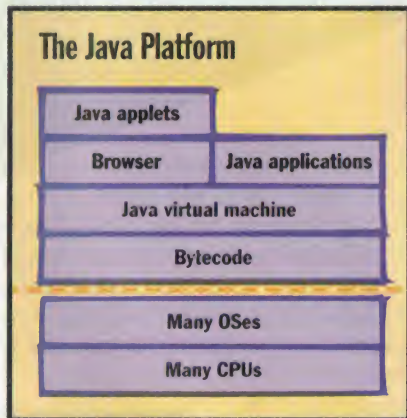 The Java Platform
Java applets
Browser Java applications
Java virtual machine
Bytecode
Many OSes
Many CPUs